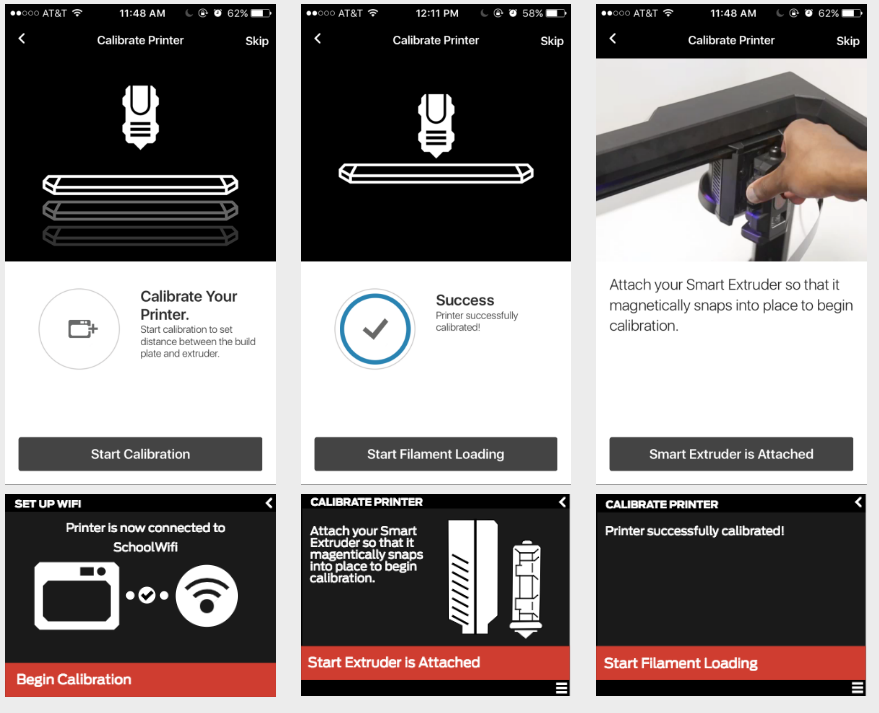 ●●○○○ AT&T 11:48 AM 62%
Calibrate Printer Skip
Calibrate Your
Printer.
Start calibration to set
distance between the build
plate and extruder.
Start Calibration
●●○○○ AT&T 12:11 PM 58%
Calibrate Printer Skip
Success
Printer successfully
calibrated!
Start Filament Loading
●●○○○ AT&T 11:48 AM 62%
Calibrate Printer Skip
Attach your Smart Extruder so that it
magnetically snaps into place to begin
calibration.
Smart Extruder is Attached
SET UP WIFI
Printer is now connected to
SchoolWifi
Begin Calibration
CALIBRATE PRINTER
Attach your Smart
Extruder so that it
magentically snaps
into place to begin
calibration.
Start Extruder is Attached
CALIBRATE PRINTER
Printer successfully calibrated!
Start Filament Loading